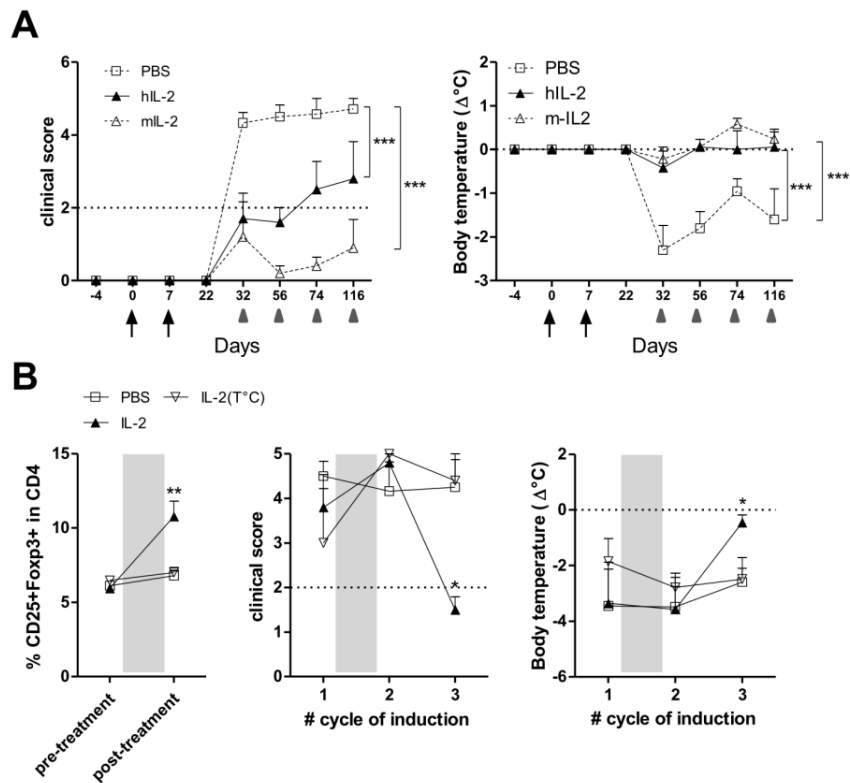 A
clinical score
6
4
2
0
PBS
hIL-2
mIL-2
***
***
-4 0 7 22 32 56 74 116
Days
Body temperature (Δ°C)
2
1
0
-1
-2
-3
PBS
hIL-2
m-IL2
***
***
-4 0 7 22 32 56 74 116
Days
B
PBS
IL-2(T°C)
IL-2
% CD25+Foxp3+ in CD4
15
10
5
0
**
pre-treatment
post-treatment
clinical score
5
4
3
2
1
0
*
1 2 3
# cycle of induction
Body temperature ( Δ°C)
2
0
-2
-4
-6
*
1 2 3
# cycle of induction